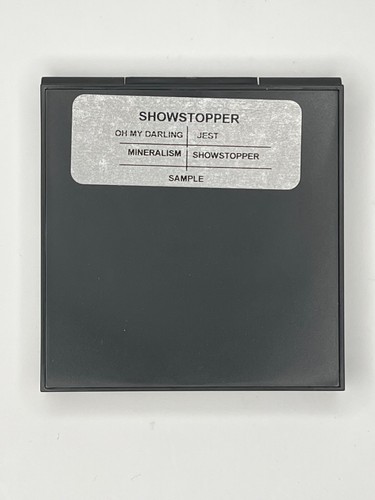 SHOWSTOPPER
OH MY DARLING JEST
MINERALISM SHOWSTOPPER
SAMPLE